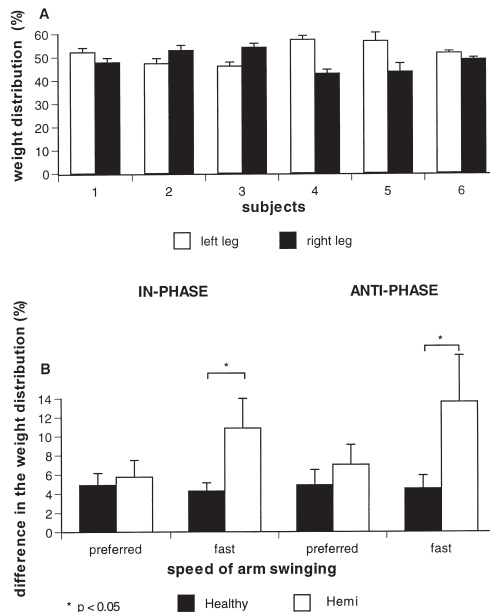 A
weight distribution (%)
60
50
40
30
20
10
0
1 2 3 4 5 6
subjects
left leg right leg
IN-PHASE ANTI-PHASE
B
difference in the weight distribution (%)
* *
14
12
10
8
6
4
2
0
preferred fast preferred fast
speed of arm swinging
* p < 0.05 Healthy Hemi